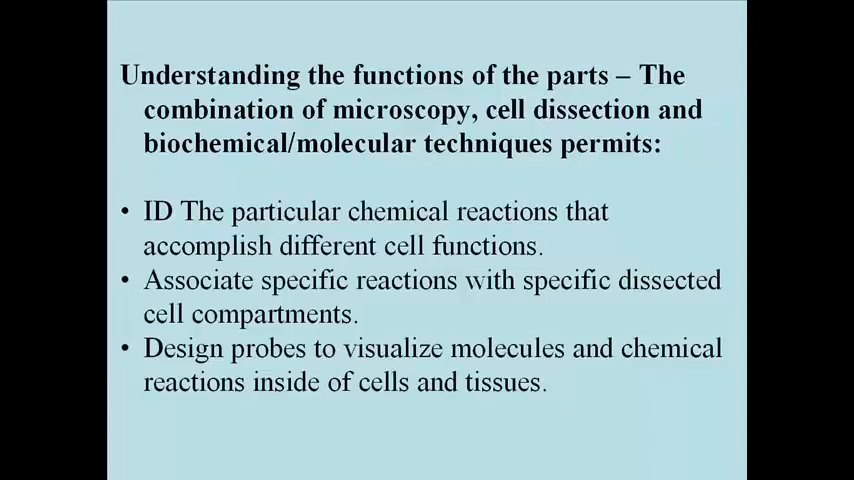 Understanding the functions of the parts – The
combination of microscopy, cell dissection and
biochemical/molecular techniques permits:
• ID The particular chemical reactions that
accomplish different cell functions.
• Associate specific reactions with specific dissected
cell compartments.
• Design probes to visualize molecules and chemical
reactions inside of cells and tissues.